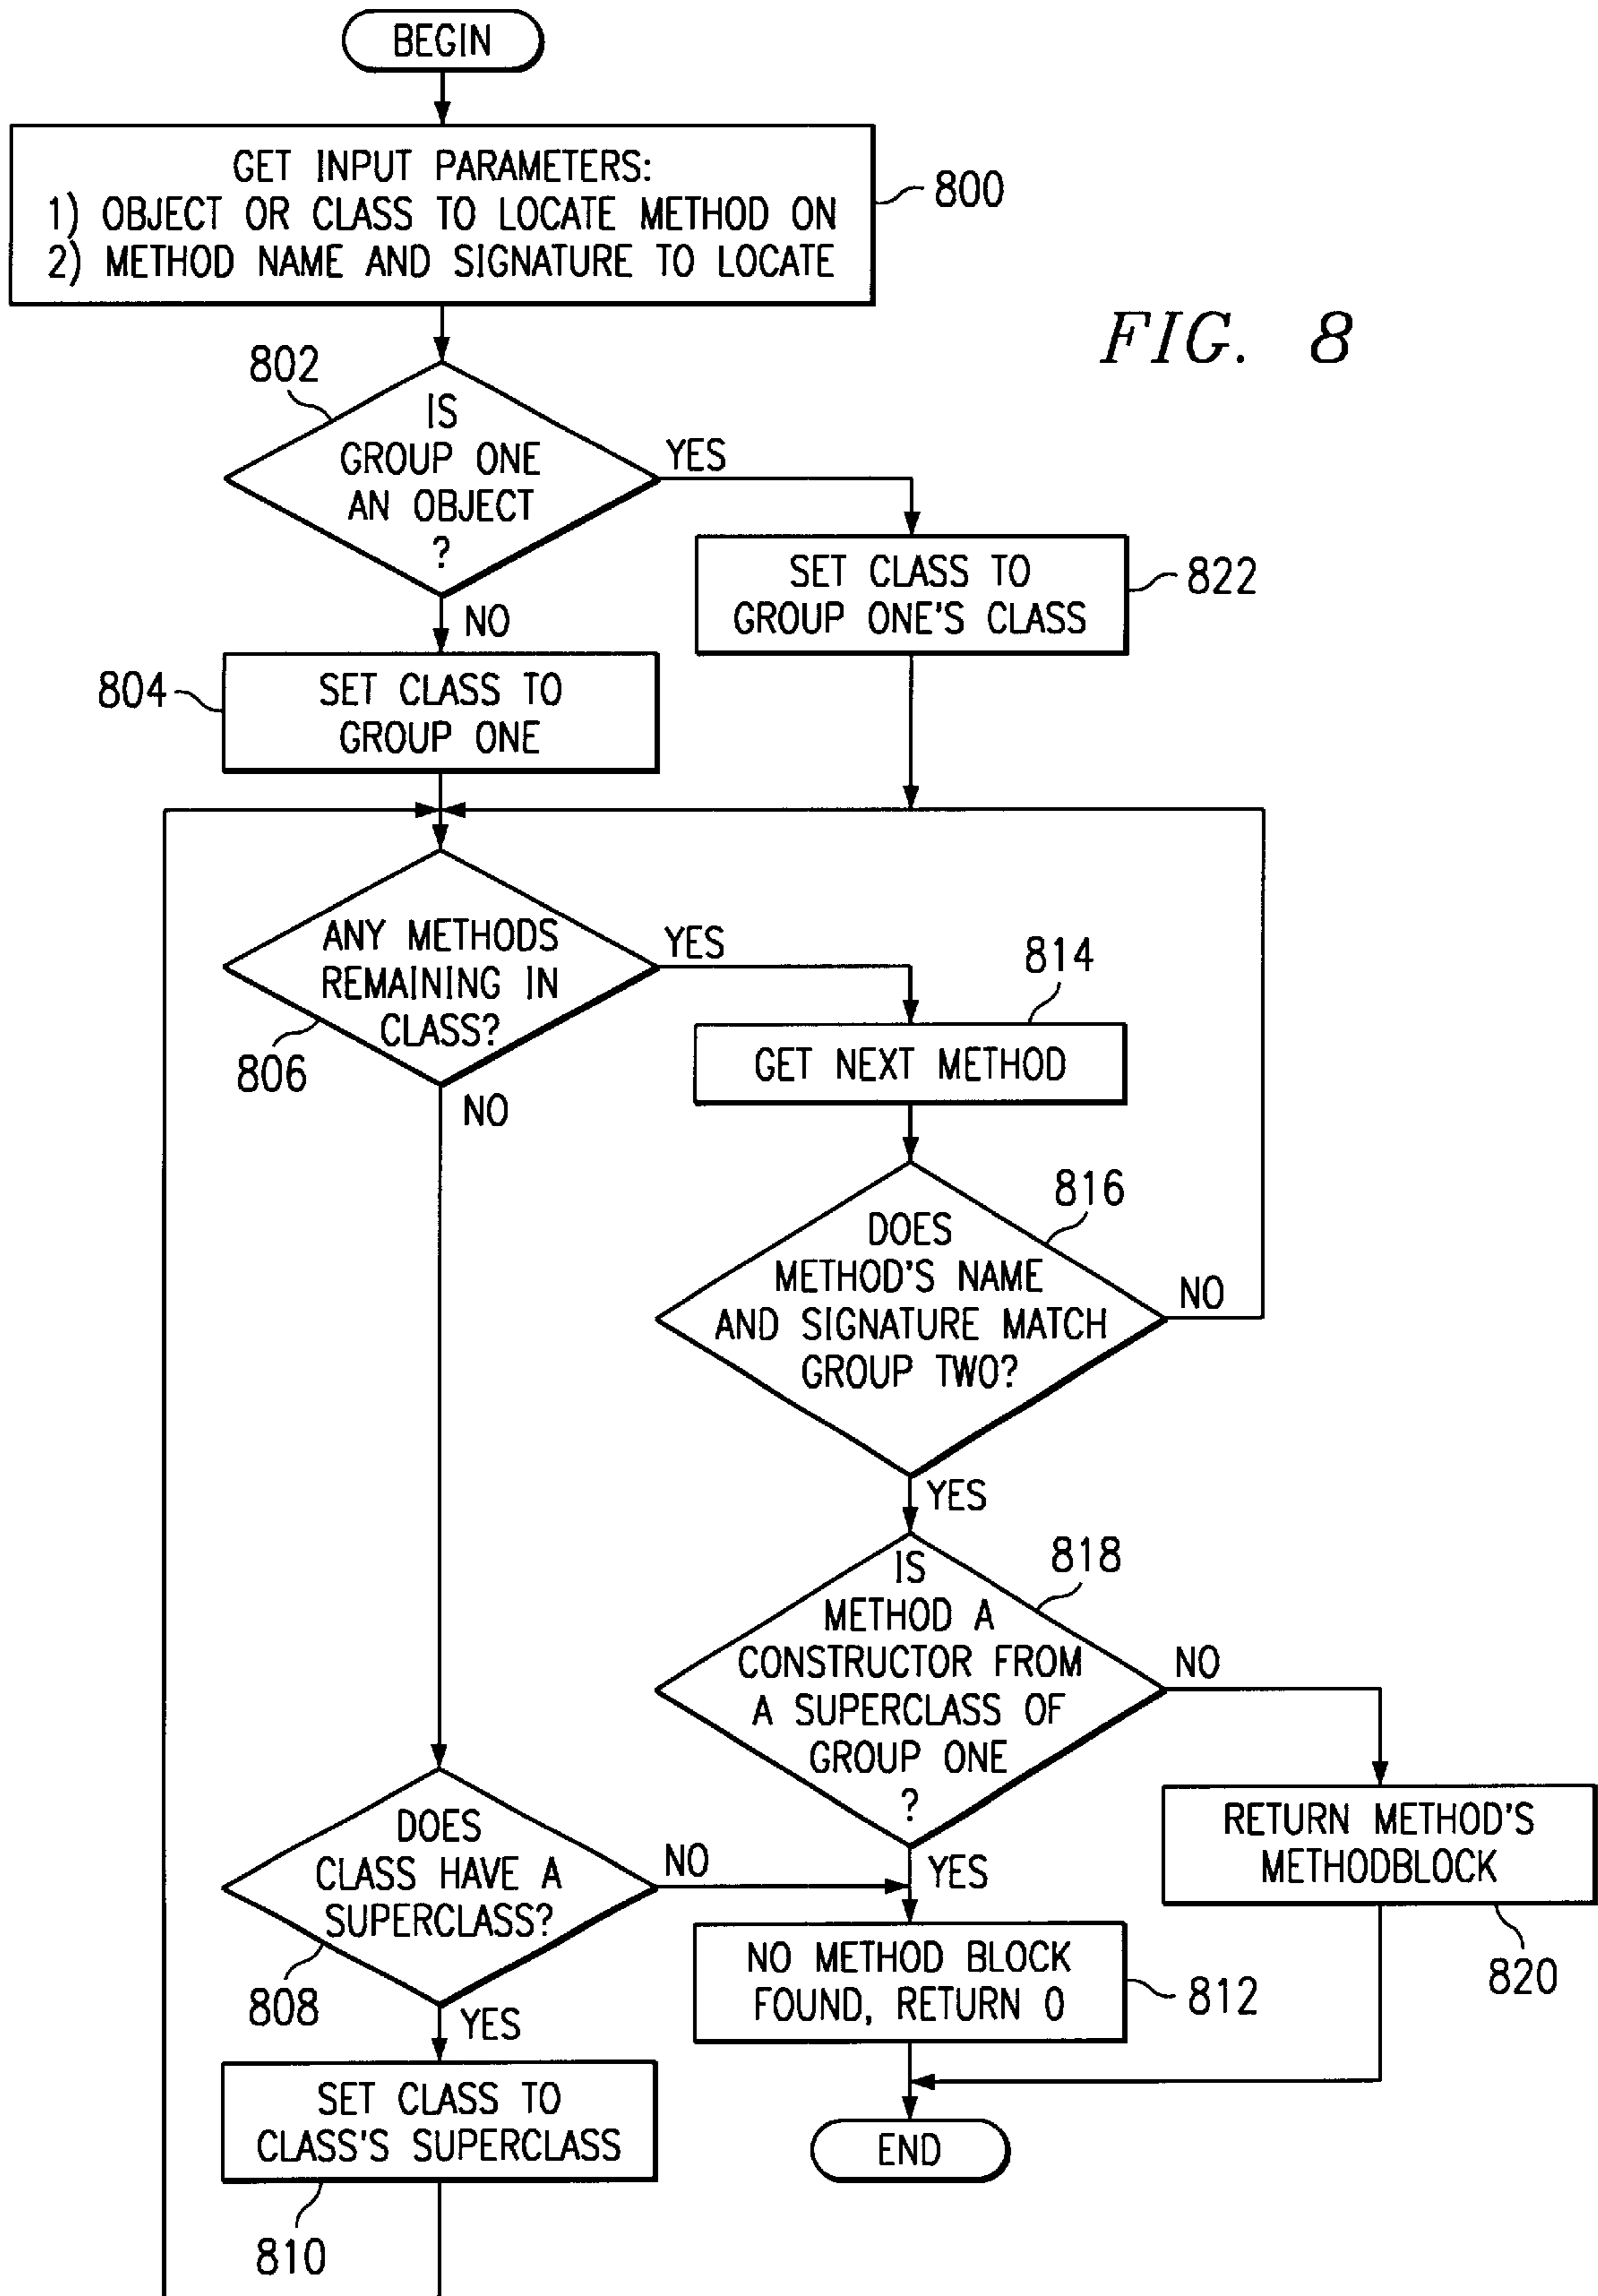 BEGIN
GET INPUT PARAMETERS:
1) OBJECT OR CLASS TO LOCATE METHOD ON
2) METHOD NAME AND SIGNATURE TO LOCATE
800
FIG. 8
802
IS
GROUP ONE
AN OBJECT
?
YES
NO
SET CLASS TO
GROUP ONE'S CLASS
822
804
SET CLASS TO
GROUP ONE
ANY METHODS
REMAINING IN
CLASS?
806
YES
NO
814
GET NEXT METHOD
816
DOES
METHOD'S NAME
AND SIGNATURE MATCH
GROUP TWO?
NO
YES
818
IS
METHOD A
CONSTRUCTOR FROM
A SUPERCLASS OF
GROUP ONE
?
NO
YES
RETURN METHOD'S
METHODBLOCK
820
DOES
CLASS HAVE A
SUPERCLASS?
808
NO
YES
NO METHOD BLOCK
FOUND, RETURN 0
812
SET CLASS TO
CLASS'S SUPERCLASS
810
END